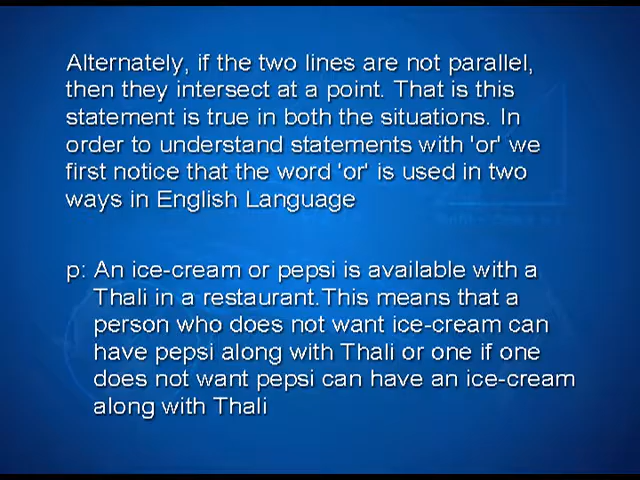 Alternately, if the two lines are not parallel,
then they intersect at a point. That is this
statement is true in both the situations. In
order to understand statements with 'or' we
first notice that the word 'or' is used in two
ways in English Language
p: An ice-cream or pepsi is available with a
Thali in a restaurant.This means that a
person who does not want ice-cream can
have pepsi along with Thali or one if one
does not want pepsi can have an ice-cream
along with Thali